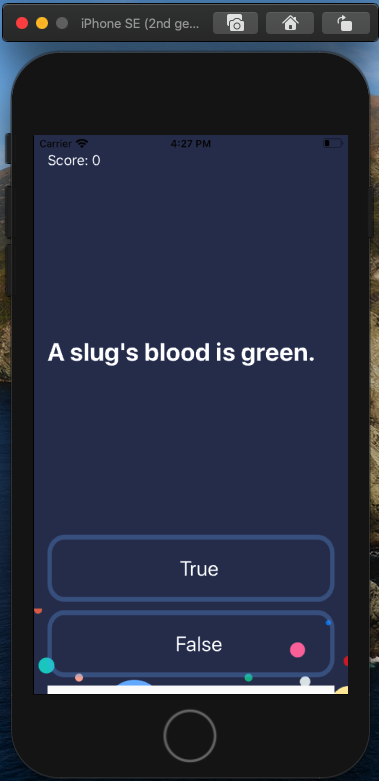 iPhone SE (2nd ge...
Carrier 4:27 PM
Score: 0
A slug's blood is green.
True
False